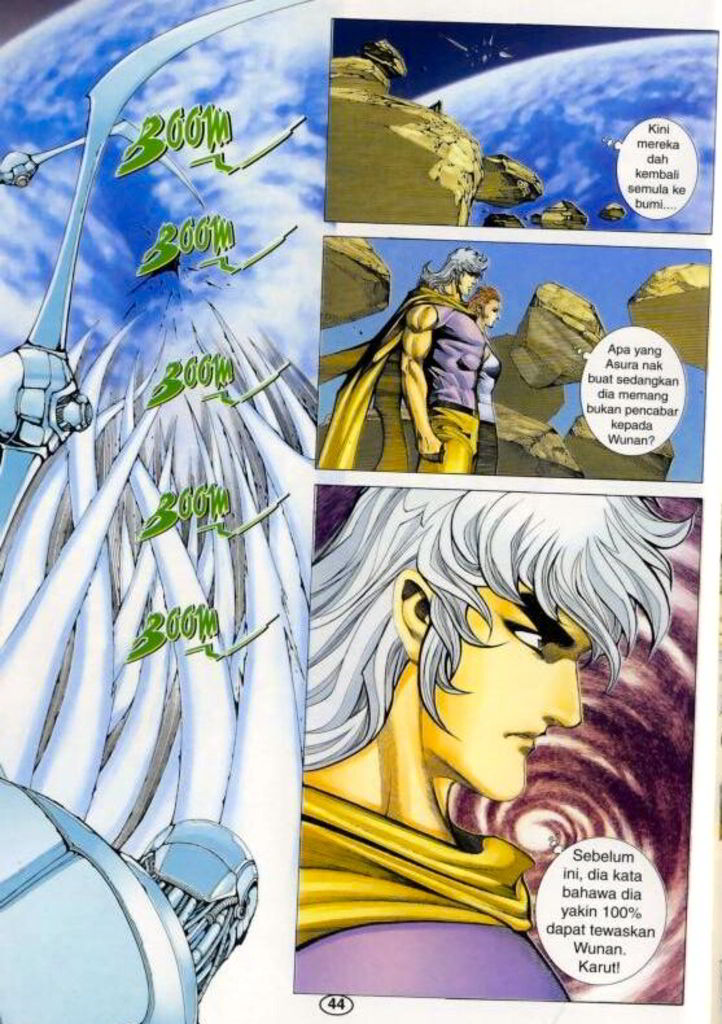 BOOM
BOOM
BOOM
BOOM
BOOM
Kini
mereka
dah
kembali
semula ke
bumi....
Apa yang
Asura nak
buat sedangkan
dia memang
bukan pencabar
kepada
Wunan?
Sebelum
ini, dia kata
bahawa dia
yakin 100%
dapat tewaskan
Wunan.
Karut!
44